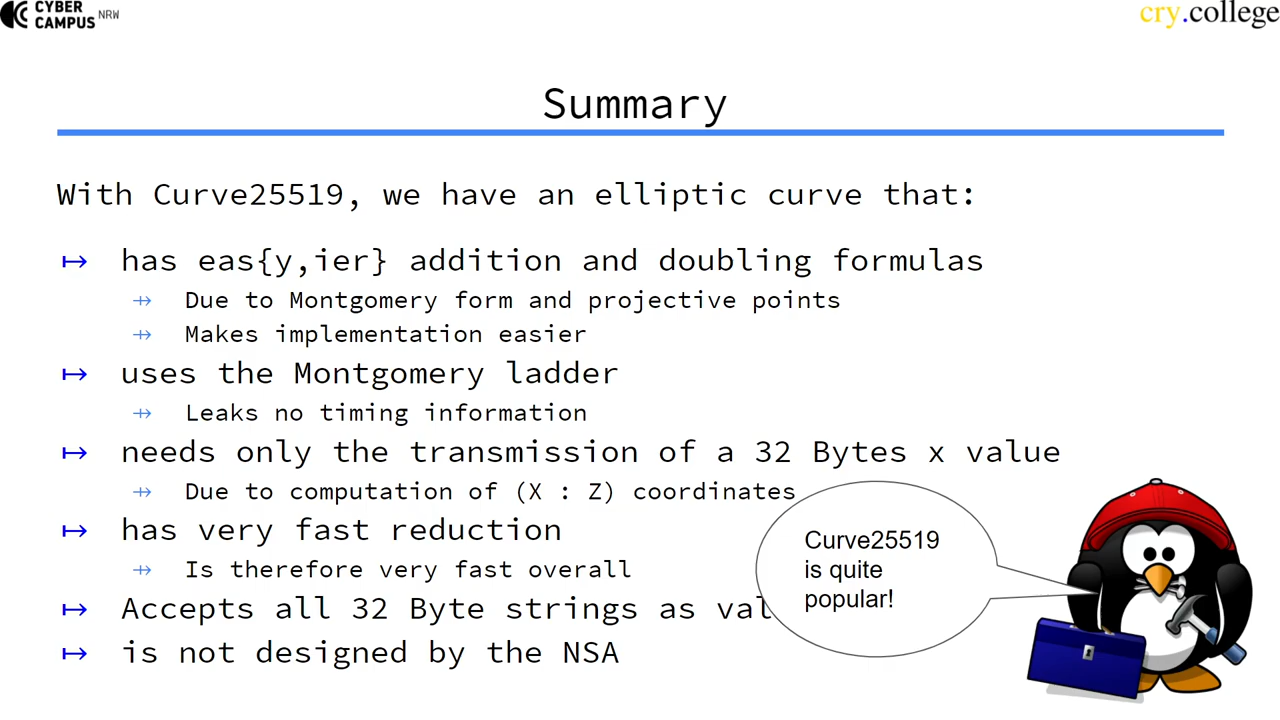 CYBER
CAMPUS NRW
cry.college
Summary
With Curve25519, we have an elliptic curve that:
↦ has eas{y,ier} addition and doubling formulas
⇸ Due to Montgomery form and projective points
⇸ Makes implementation easier
↦ uses the Montgomery ladder
⇸ Leaks no timing information
↦ needs only the transmission of a 32 Bytes x value
⇸ Due to computation of (X : Z) coordinates
↦ has very fast reduction
⇸ Is therefore very fast overall
↦ Accepts all 32 Byte strings as
↦ is not designed by the NSA
Curve25519
is quite
popular!